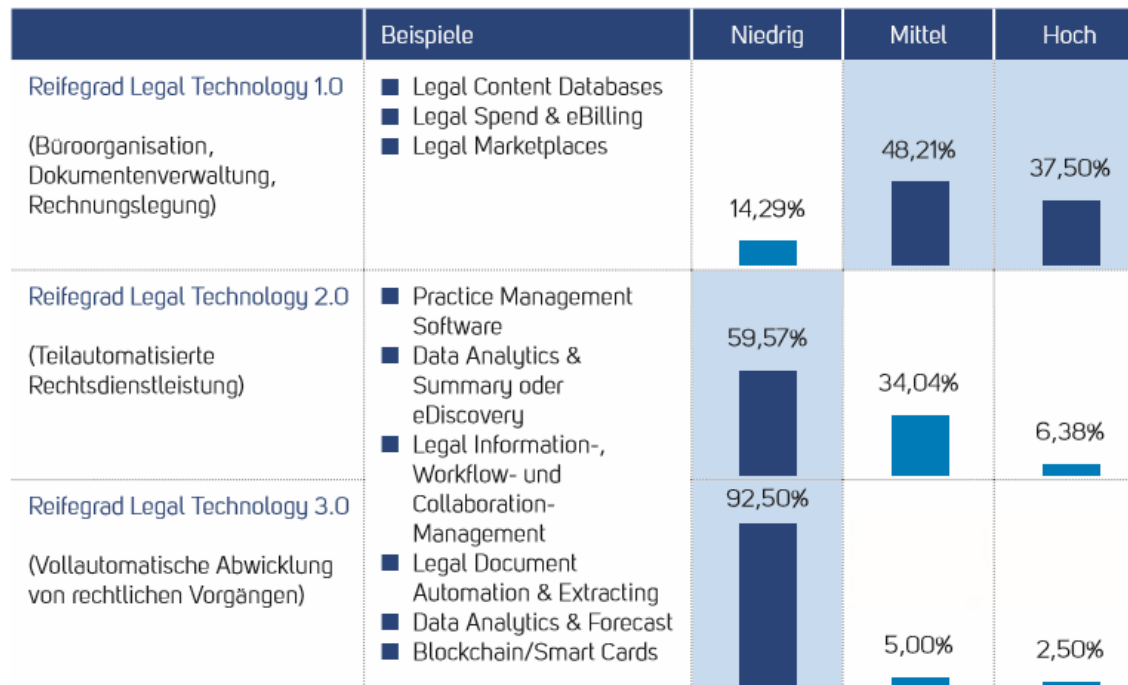 Beispiele Niedrig Mittel Hoch
Reifegrad Legal Technology 1.0
(Büroorganisation,
Dokumentenverwaltung,
Rechnungslegung)
Legal Content Databases
Legal Spend & eBilling
Legal Marketplaces
14,29%
48,21%
37,50%
Reifegrad Legal Technology 2.0
(Teilautomatisierte
Rechtsdienstleistung)
Practice Management
Software
Data Analytics &
Summary oder
eDiscovery
Legal Information-,
Workflow- und
Collaboration-
Management
Legal Document
Automation & Extracting
Data Analytics & Forecast
Blockchain/Smart Cards
59,57%
34,04%
6,38%
Reifegrad Legal Technology 3.0
(Vollautomatische Abwicklung
von rechtlichen Vorgängen)
92,50%
5,00%
2,50%